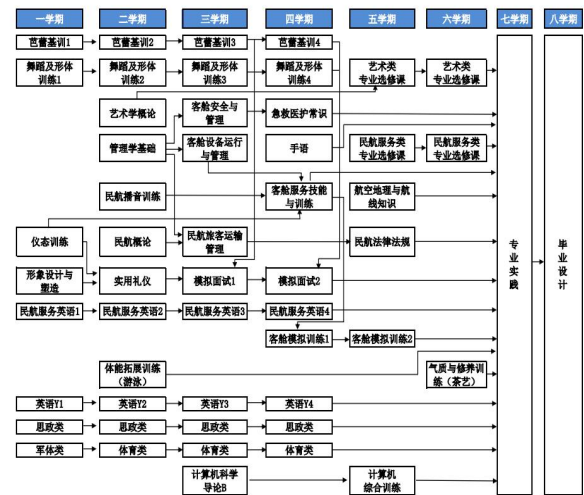 一学期 二学期 三学期 四学期 五学期 六学期 七学期 八学期
芭蕾基训1 芭蕾基训2 芭蕾基训3 芭蕾基训4
舞蹈及形体 舞蹈及形体 舞蹈及形体 舞蹈及形体 艺术类 艺术类
训练1 训练2 训练3 训练4 专业选修课 专业选修课
艺术学概论 客舱安全与 急救医护常识
管理
管理学基础 客舱设备运行 手语 民航服务类 民航服务类
与管理 专业选修课 专业选修课
民航播音训练 客舱服务技能 航空地理与航
与训练 线知识
仪态训练 民航概论 民航旅客运输 民航法律法规
管理
形象设计与 实用礼仪 模拟面试1 模拟面试2
塑造
民航服务英语1 民航服务英语2 民航服务英语3 民航服务英语4
客舱模拟训练1 客舱模拟训练2
体能拓展训练 气质与修养训
（游泳） 练（茶艺）
英语Y1 英语Y2 英语Y3 英语Y4
思政类 思政类 思政类 思政类
军体类 体育类 体育类 体育类
计算机科学 计算机
导论B 综合训练
专业实践
毕业设计